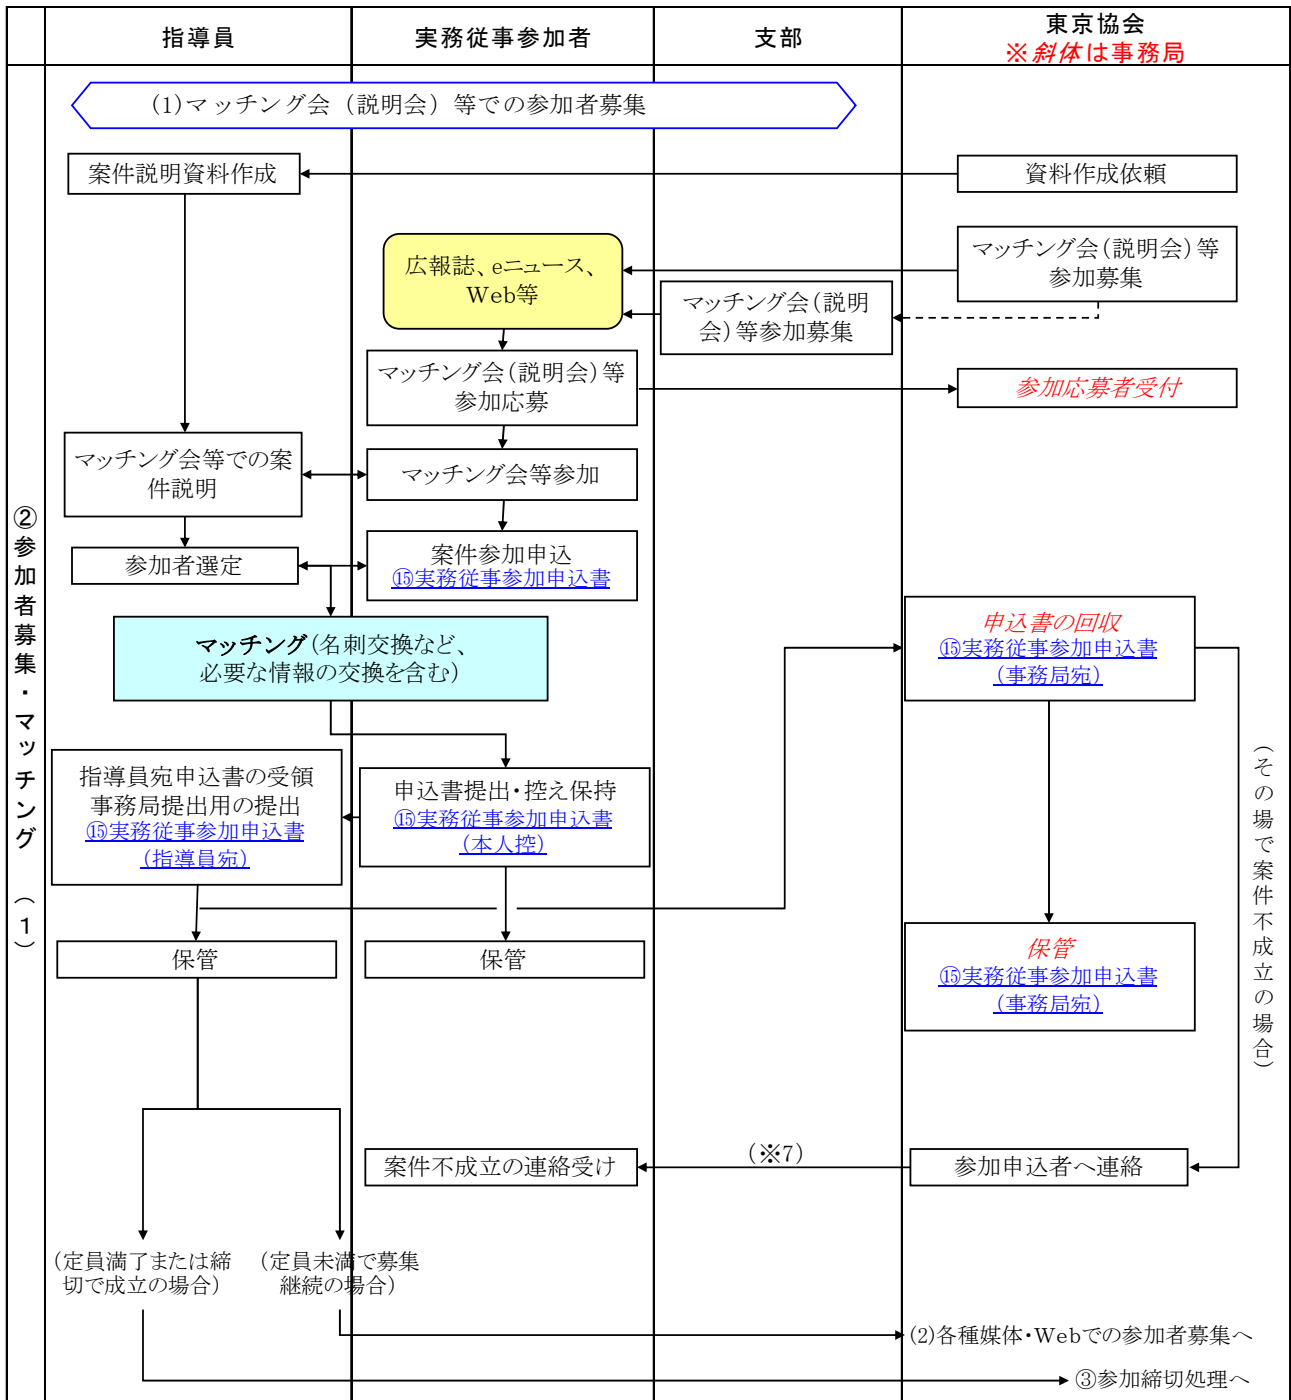 指導員
実務従事参加者
支部
東京協会
※斜体は事務局
②参加者募集・マッチング （1）
(1)マッチング会（説明会）等での参加者募集
案件説明資料作成
資料作成依頼
広報誌、eニュース、
Web等
マッチング会(説明会)等
参加募集
マッチング会(説明
会)等参加募集
マッチング会(説明会)等
参加応募
参加応募者受付
マッチング会等での案
件説明
マッチング会等参加
参加者選定
案件参加申込
⑮実務従事参加申込書
マッチング(名刺交換など、
必要な情報の交換を含む)
申込書の回収
⑮実務従事参加申込書
(事務局宛)
指導員宛申込書の受領
事務局提出用の提出
⑮実務従事参加申込書
(指導員宛)
申込書提出・控え保持
⑮実務従事参加申込書
(本人控)
(その場で案件不成立の場合)
保管
保管
保管
⑮実務従事参加申込書
(事務局宛)
案件不成立の連絡受け
(※7)
参加申込者へ連絡
(定員満了または締
切で成立の場合)
(定員未満で募集
継続の場合)
(2)各種媒体・Webでの参加者募集へ
③参加締切処理へ